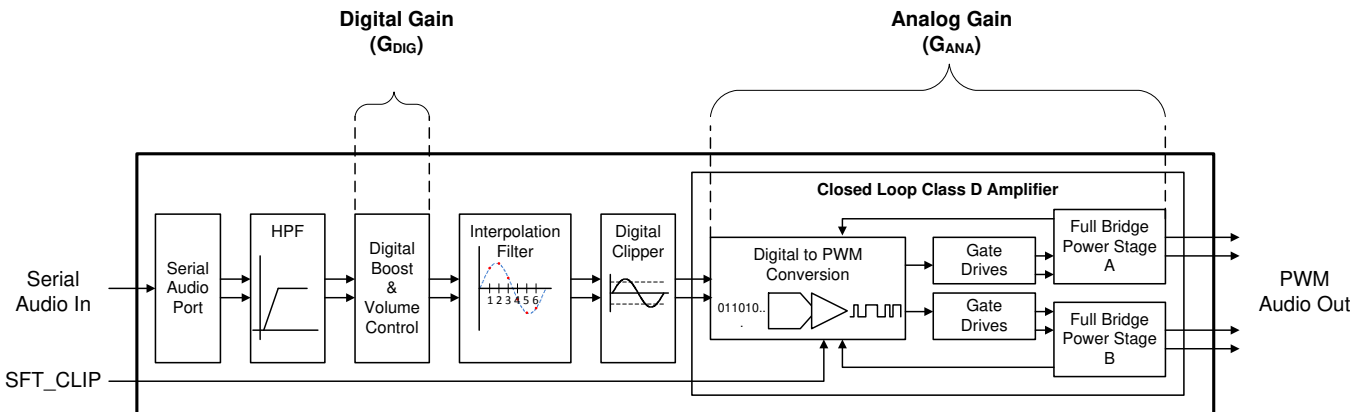 Digital Gain
(GDIG)
Analog Gain
(GANA)
Closed Loop Class D Amplifier
Serial
Audio In
Serial
Audio
Port
HPF
Digital
Boost
&
Volume
Control
Interpolation
Filter
1 2 3 4 5 6
Digital
Clipper
Digital to PWM
Conversion
011010..
.
Gate
Drives
Gate
Drives
Full Bridge
Power Stage
A
Full Bridge
Power Stage
B
PWM
Audio Out
SFT_CLIP